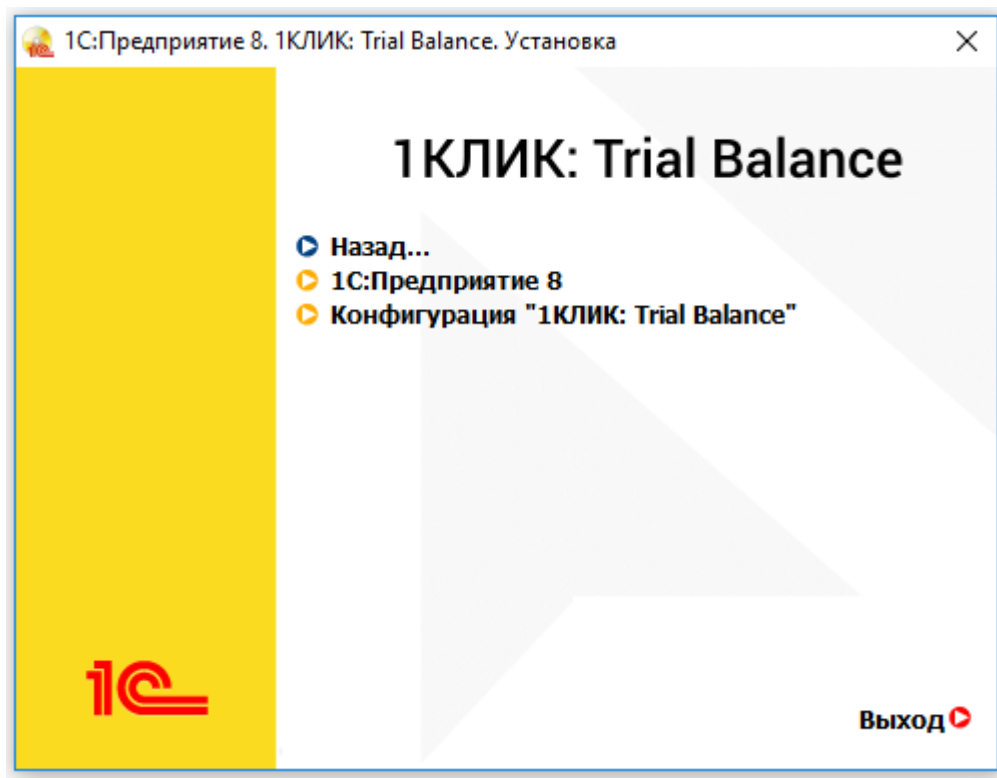 1С:Предприятие 8. 1КЛИК: Trial Balance. Установка
1КЛИК: Trial Balance
Назад...
1С:Предприятие 8
Конфигурация "1КЛИК: Trial Balance"
1С
Выход